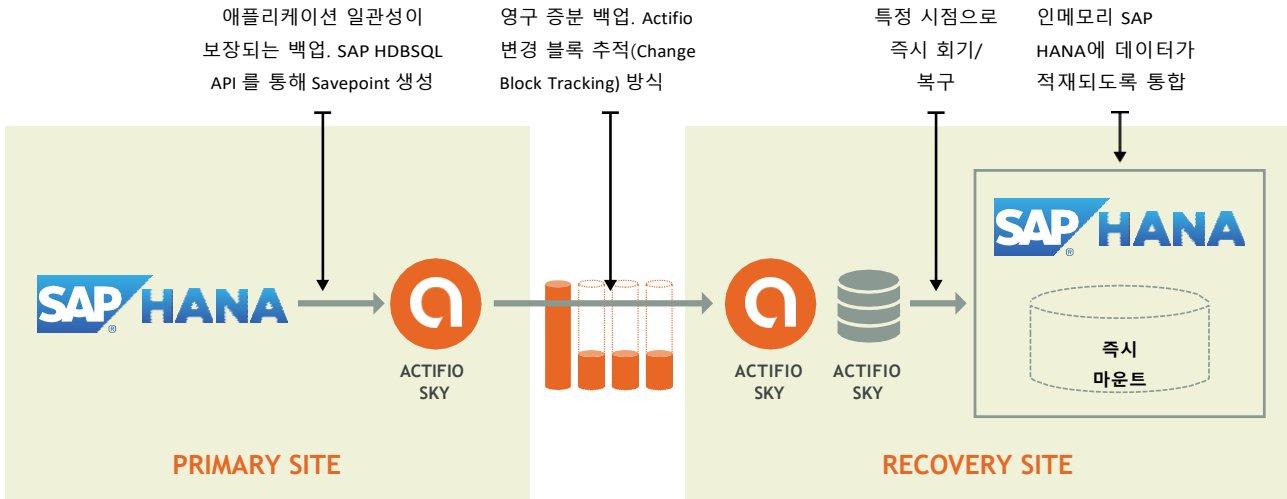 애플리케이션 일관성이
보장되는 백업. SAP HDBSQL
API 를 통해 Savepoint 생성
영구 증분 백업. Actifio
변경 블록 추적(Change
Block Tracking) 방식
특정 시점으로
즉시 회기/
복구
인메모리 SAP
HANA에 데이터가
적재되도록 통합
SAP® HANA
ACTIFIO
SKY
ACTIFIO
SKY
ACTIFIO
SKY
SAP® HANA
즉시
마운트
PRIMARY SITE
RECOVERY SITE